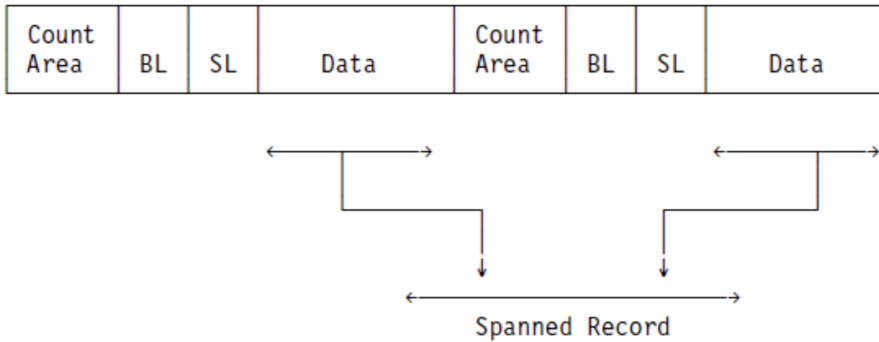 Count Count
Area BL SL Data Area BL SL Data
Spanned Record